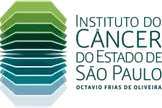 INSTITUTO DO
CÂNCER
DO ESTADO DE
SÃO PAULO
OCTAVIO FRIAS DE OLIVEIRA